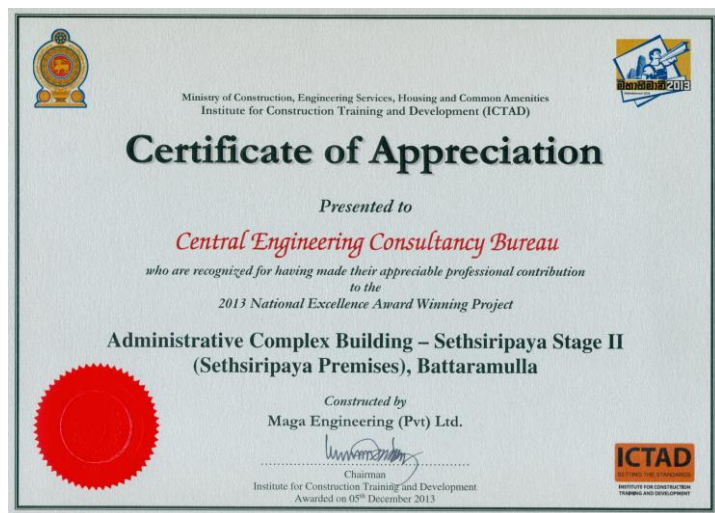 මහාභිමානි 2013
Ministry of Construction, Engineering Services, Housing and Common Amenities
Institute for Construction Training and Development (ICTAD)
Certificate of Appreciation
Presented to
Central Engineering Consultancy Bureau
who are recognized for having made their appreciable professional contribution
to the
2013 National Excellence Award Winning Project
Administrative Complex Building – Sethsiripaya Stage II
(Sethsiripaya Premises), Battaramulla
Constructed by
Maga Engineering (Pvt) Ltd.
Chairman
Institute for Construction Training and Development
Awarded on 05th December 2013
ICTAD
SETTING THE STANDARDS
INSTITUTE FOR CONSTRUCTION
TRAINING AND DEVELOPMENT